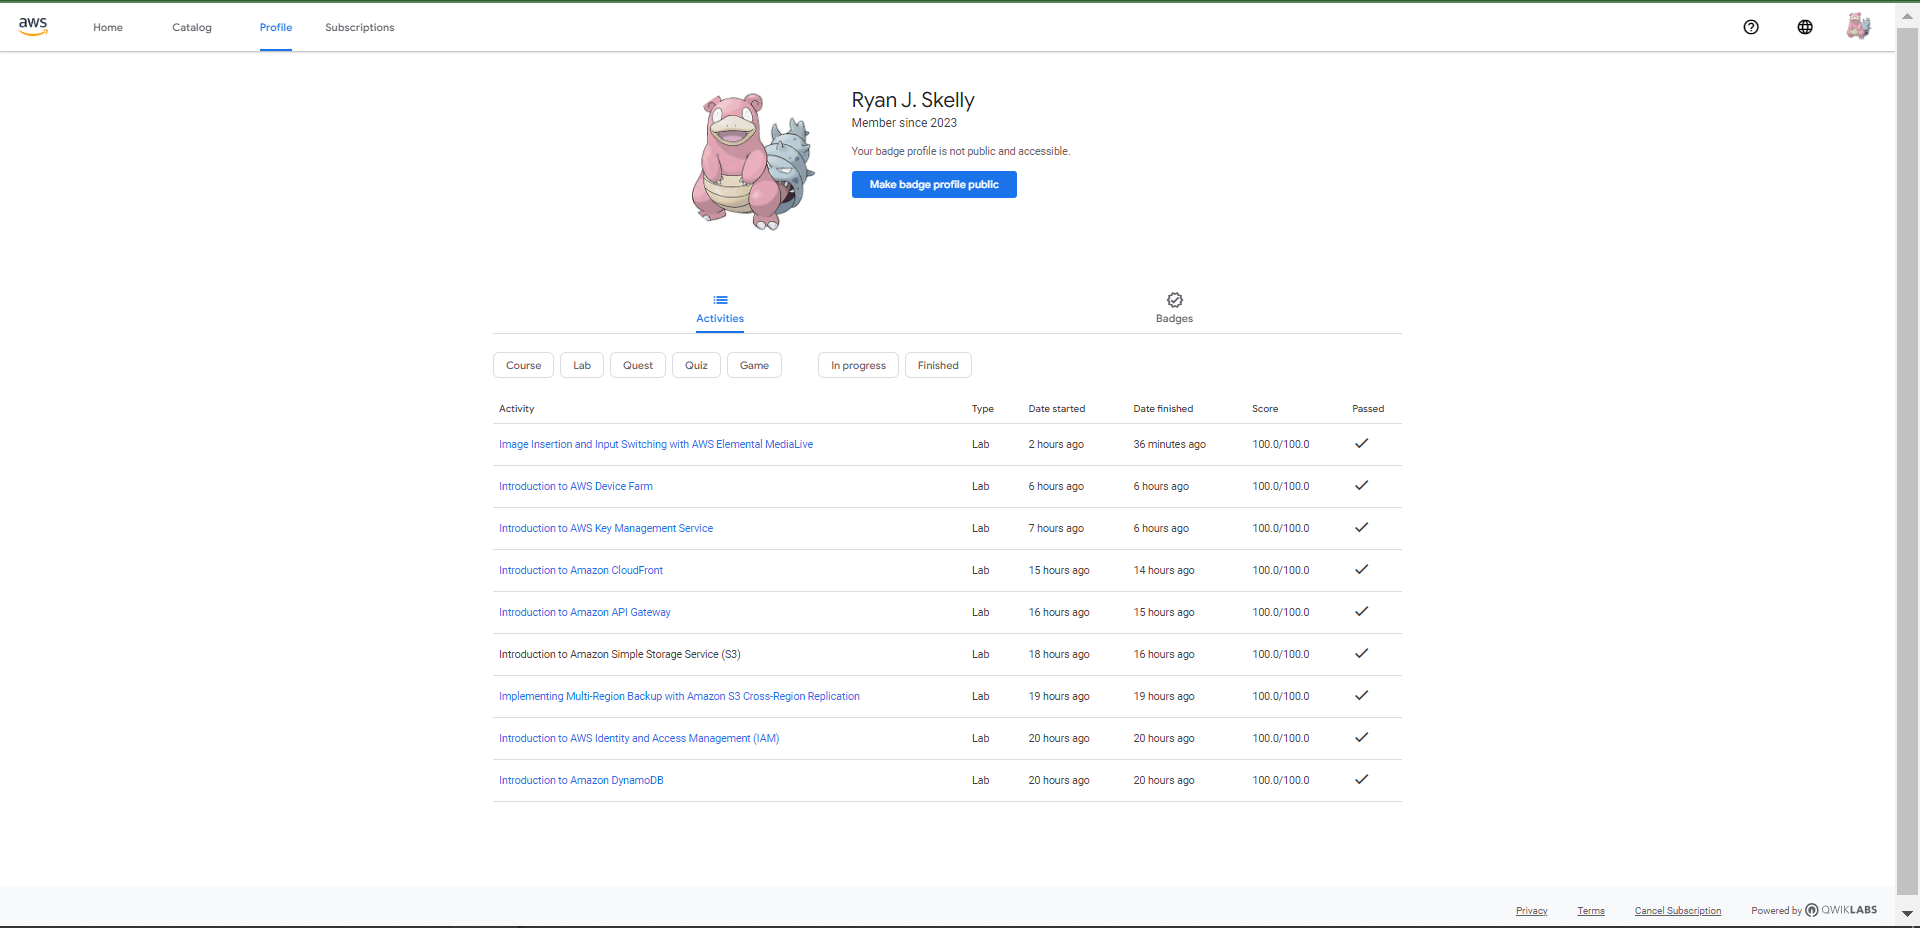 aws Home Catalog Profile Subscriptions
Ryan J. Skelly
Member since 2023
Your badge profile is not public and accessible.
Make badge profile public
Activities Badges
Course Lab Quest Quiz Game In progress Finished
Activity Type Date started Date finished Score Passed
Image Insertion and Input Switching with AWS Elemental MediaLive Lab 2 hours ago 36 minutes ago 100.0/100.0
Introduction to AWS Device Farm Lab 6 hours ago 6 hours ago 100.0/100.0
Introduction to AWS Key Management Service Lab 7 hours ago 6 hours ago 100.0/100.0
Introduction to Amazon CloudFront Lab 15 hours ago 14 hours ago 100.0/100.0
Introduction to Amazon API Gateway Lab 16 hours ago 15 hours ago 100.0/100.0
Introduction to Amazon Simple Storage Service (S3) Lab 18 hours ago 16 hours ago 100.0/100.0
Implementing Multi-Region Backup with Amazon S3 Cross-Region Replication Lab 19 hours ago 19 hours ago 100.0/100.0
Introduction to AWS Identity and Access Management (IAM) Lab 20 hours ago 20 hours ago 100.0/100.0
Introduction to Amazon DynamoDB Lab 20 hours ago 20 hours ago 100.0/100.0
Privacy Terms Cancel Subscription Powered by QWIKLABS